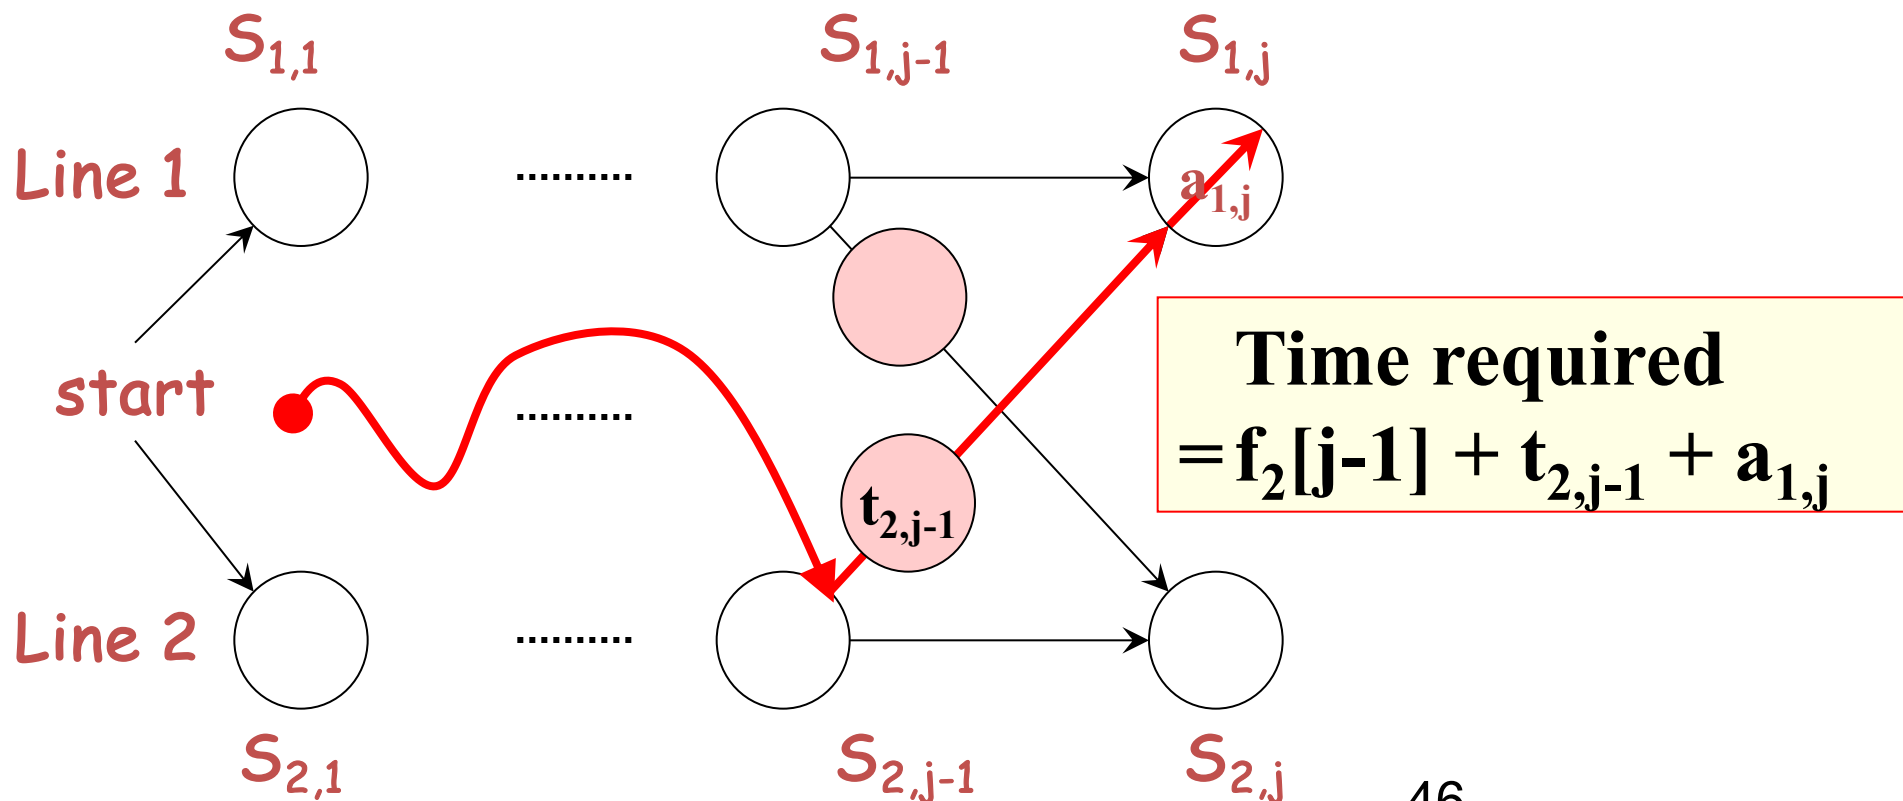 S1,1 S1,j-1 S1,j
Line 1 .......... a1,j
start ..........
Time required
= f2[j-1] + t2,j-1 + a1,j
t2,j-1
Line 2 ..........
S2,1 S2,j-1 S2,j
46